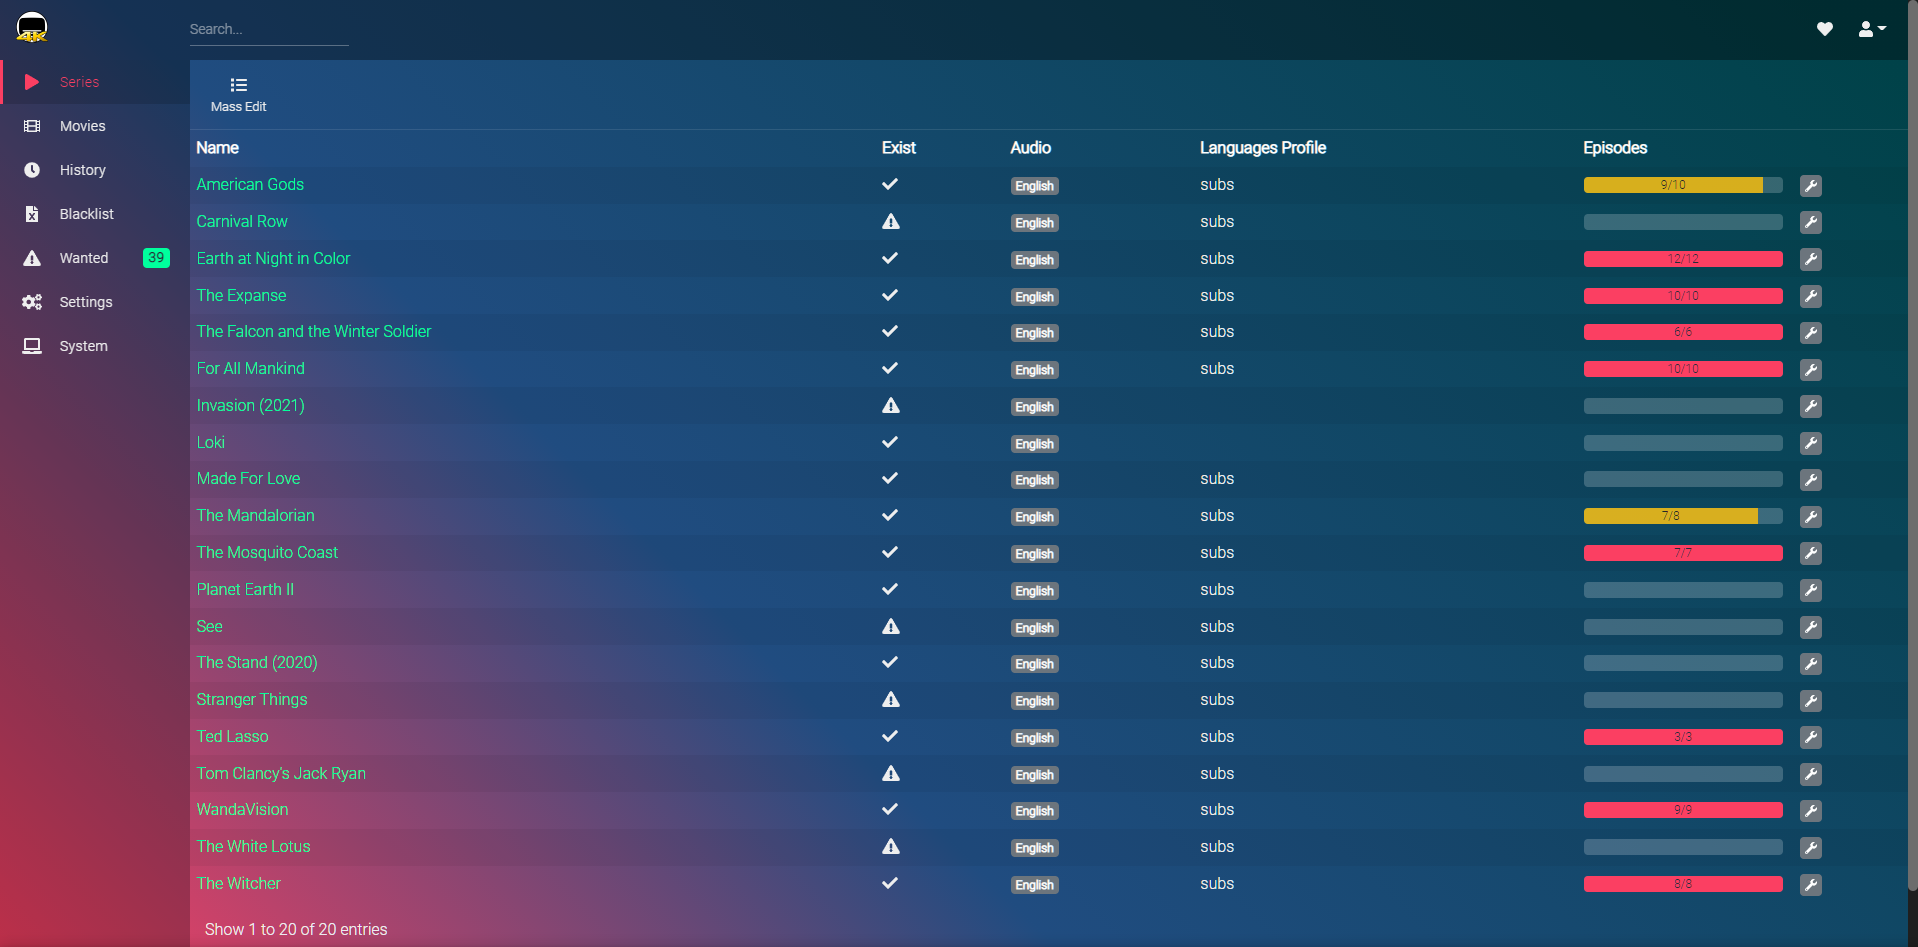 4K
Search...
Series
Movies
History
Blacklist
Wanted 39
Settings
System
Mass Edit
Name Exist Audio Languages Profile Episodes
American Gods English subs 9/10
Carnival Row English subs
Earth at Night in Color English subs 12/12
The Expanse English subs 10/10
The Falcon and the Winter Soldier English subs 6/6
For All Mankind English subs 10/10
Invasion (2021) English
Loki English
Made For Love English subs
The Mandalorian English subs 7/8
The Mosquito Coast English subs 7/7
Planet Earth II English subs
See English subs
The Stand (2020) English subs
Stranger Things English subs
Ted Lasso English subs 3/3
Tom Clancy's Jack Ryan English subs
WandaVision English subs 9/9
The White Lotus English subs
The Witcher English subs 8/8
Show 1 to 20 of 20 entries